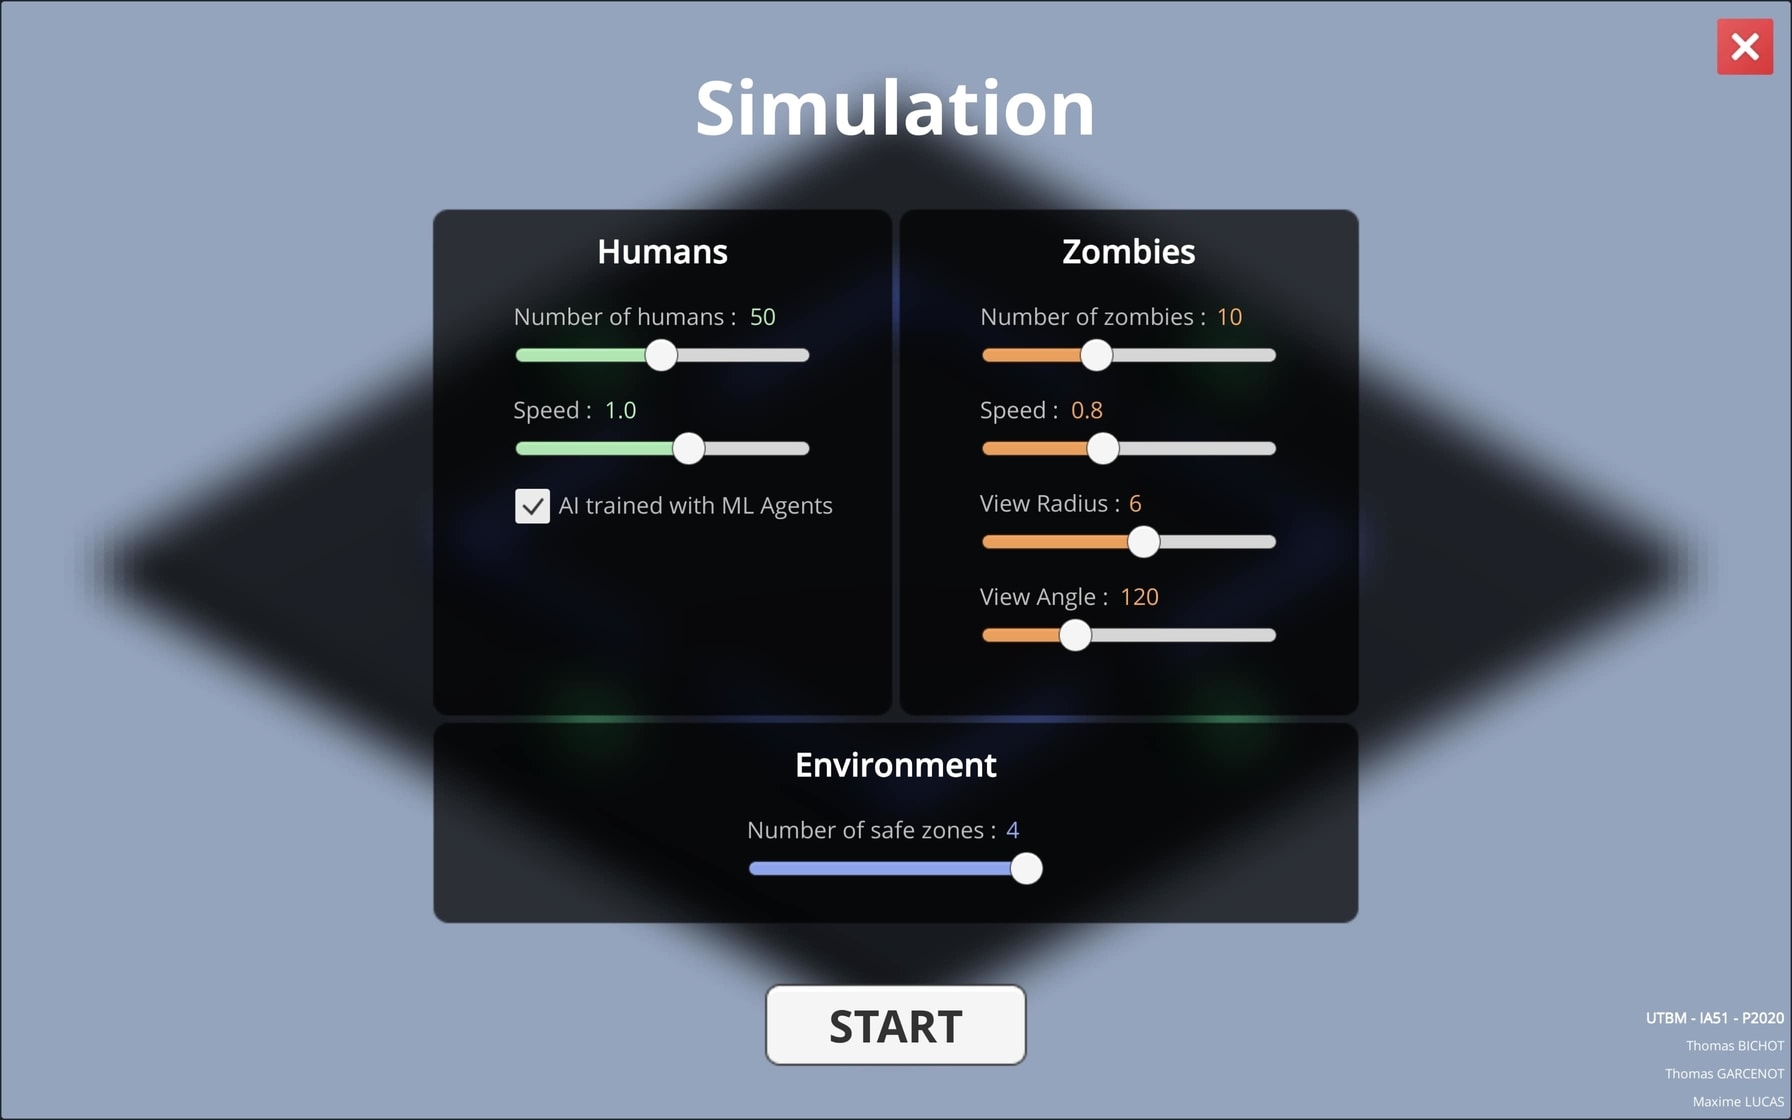 Simulation
Humans
Number of humans : 50
Speed : 1.0
AI trained with ML Agents
Zombies
Number of zombies : 10
Speed : 0.8
View Radius : 6
View Angle : 120
Environment
Number of safe zones : 4
START
UTBM - IA51 - P2020
Thomas BICHOT
Thomas GARCENOT
Maxime LUCAS